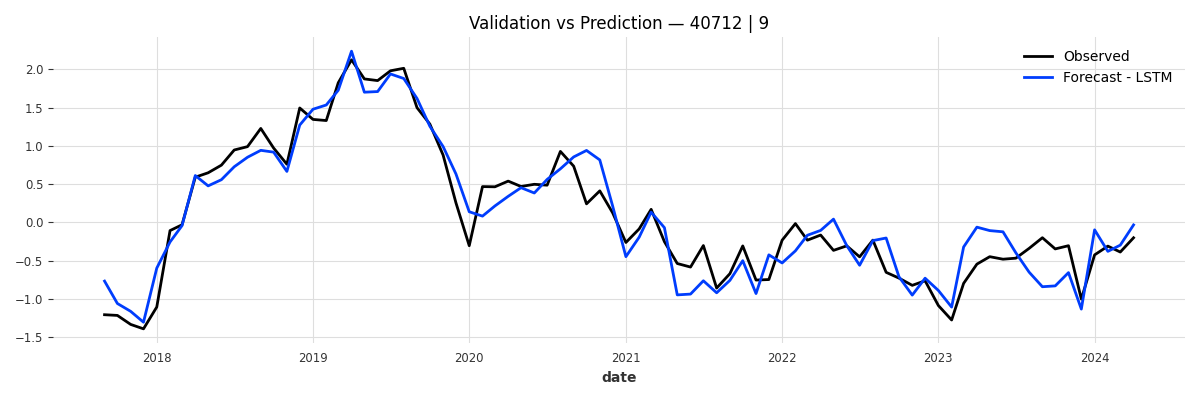 Validation vs Prediction — 40712 | 9
Observed
Forecast - LSTM
2.0
1.5
1.0
0.5
0.0
−0.5
−1.0
−1.5
2018 2019 2020 2021 2022 2023 2024
date